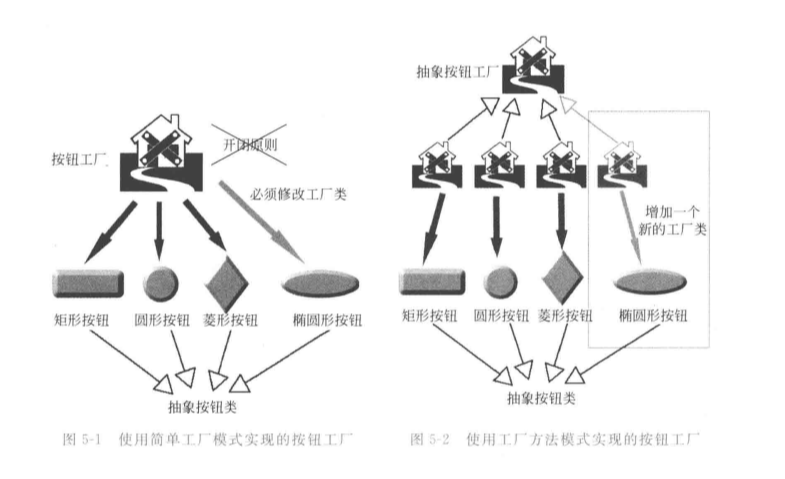 按钮工厂
开闭原则
必须修改工厂类
矩形按钮
圆形按钮
菱形按钮
椭圆形按钮
抽象按钮类
图 5-1 使用简单工厂模式实现的按钮工厂
抽象按钮工厂
增加一个
新的工厂类
矩形按钮
圆形按钮
菱形按钮
椭圆形按钮
抽象按钮类
图 5-2 使用工厂方法模式实现的按钮工厂